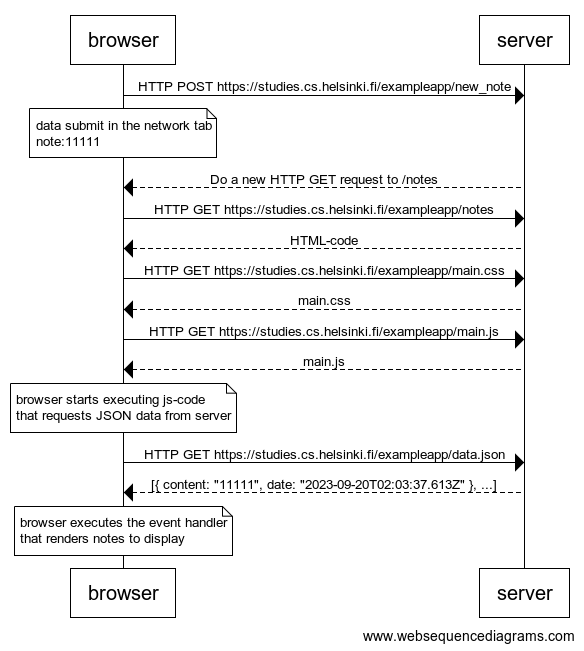 browser
server
HTTP POST https://studies.cs.helsinki.fi/exampleapp/new_note
data submit in the network tab
note:11111
Do a new HTTP GET request to /notes
HTTP GET https://studies.cs.helsinki.fi/exampleapp/notes
HTML-code
HTTP GET https://studies.cs.helsinki.fi/exampleapp/main.css
main.css
HTTP GET https://studies.cs.helsinki.fi/exampleapp/main.js
main.js
browser starts executing js-code
that requests JSON data from server
HTTP GET https://studies.cs.helsinki.fi/exampleapp/data.json
[{ content: "11111", date: "2023-09-20T02:03:37.613Z" }, ...]
browser executes the event handler
that renders notes to display
browser
server
www.websequencediagrams.com